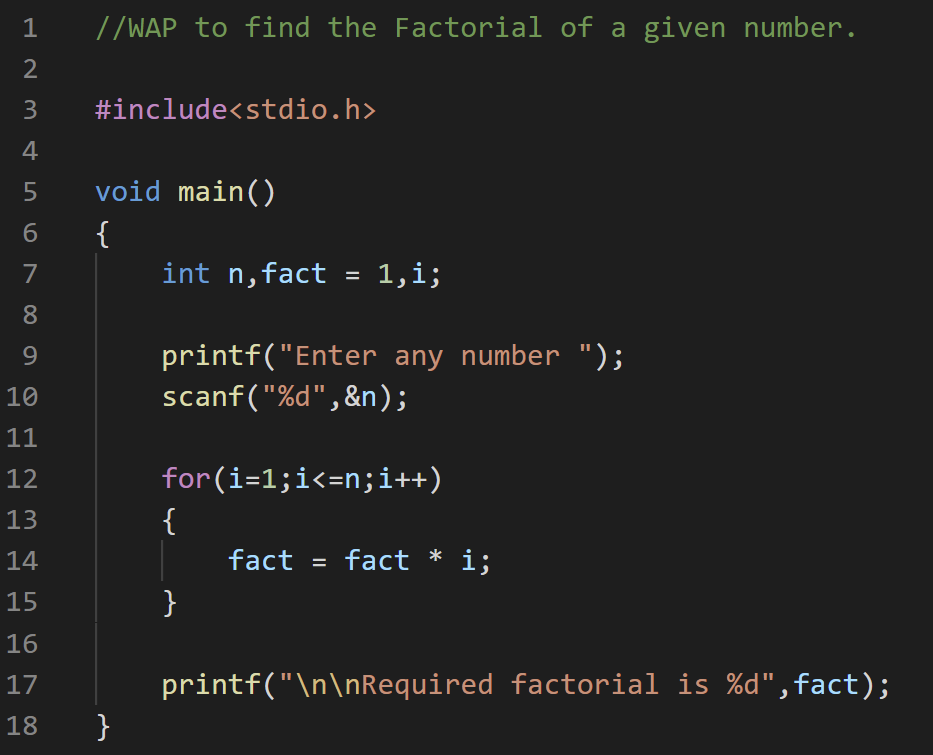 1 //WAP to find the Factorial of a given number.
2
3 #include<stdio.h>
4
5 void main()
6 {
7 int n,fact = 1,i;
8
9 printf("Enter any number ");
10 scanf("%d",&n);
11
12 for(i=1;i<=n;i++)
13 {
14 fact = fact * i;
15 }
16
17 printf("\n\nRequired factorial is %d",fact);
18 }